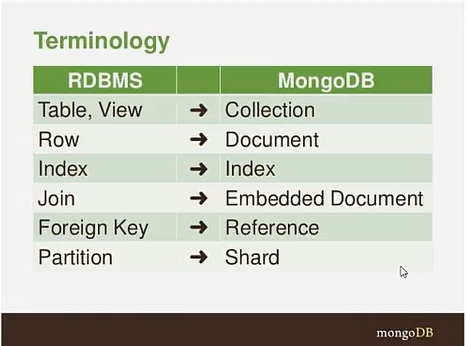 Terminology
RDBMS MongoDB
Table, View ➜ Collection
Row ➜ Document
Index ➜ Index
Join ➜ Embedded Document
Foreign Key ➜ Reference
Partition ➜ Shard
mongoDB